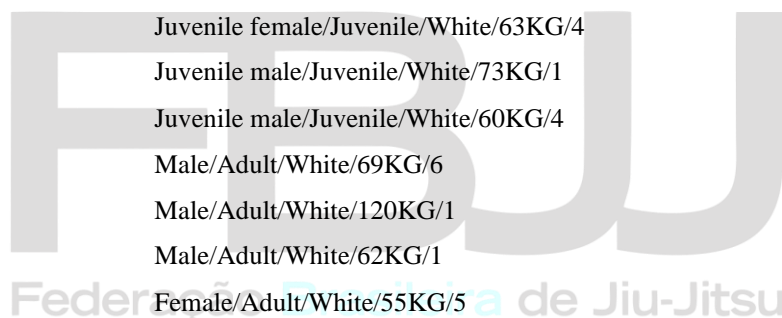 Juvenile female/Juvenile/White/63KG/4
Juvenile male/Juvenile/White/73KG/1
Juvenile male/Juvenile/White/60KG/4
Male/Adult/White/69KG/6
Male/Adult/White/120KG/1
Male/Adult/White/62KG/1
Female/Adult/White/55KG/5
FBJJ
Federação Brasileira de Jiu-Jitsu